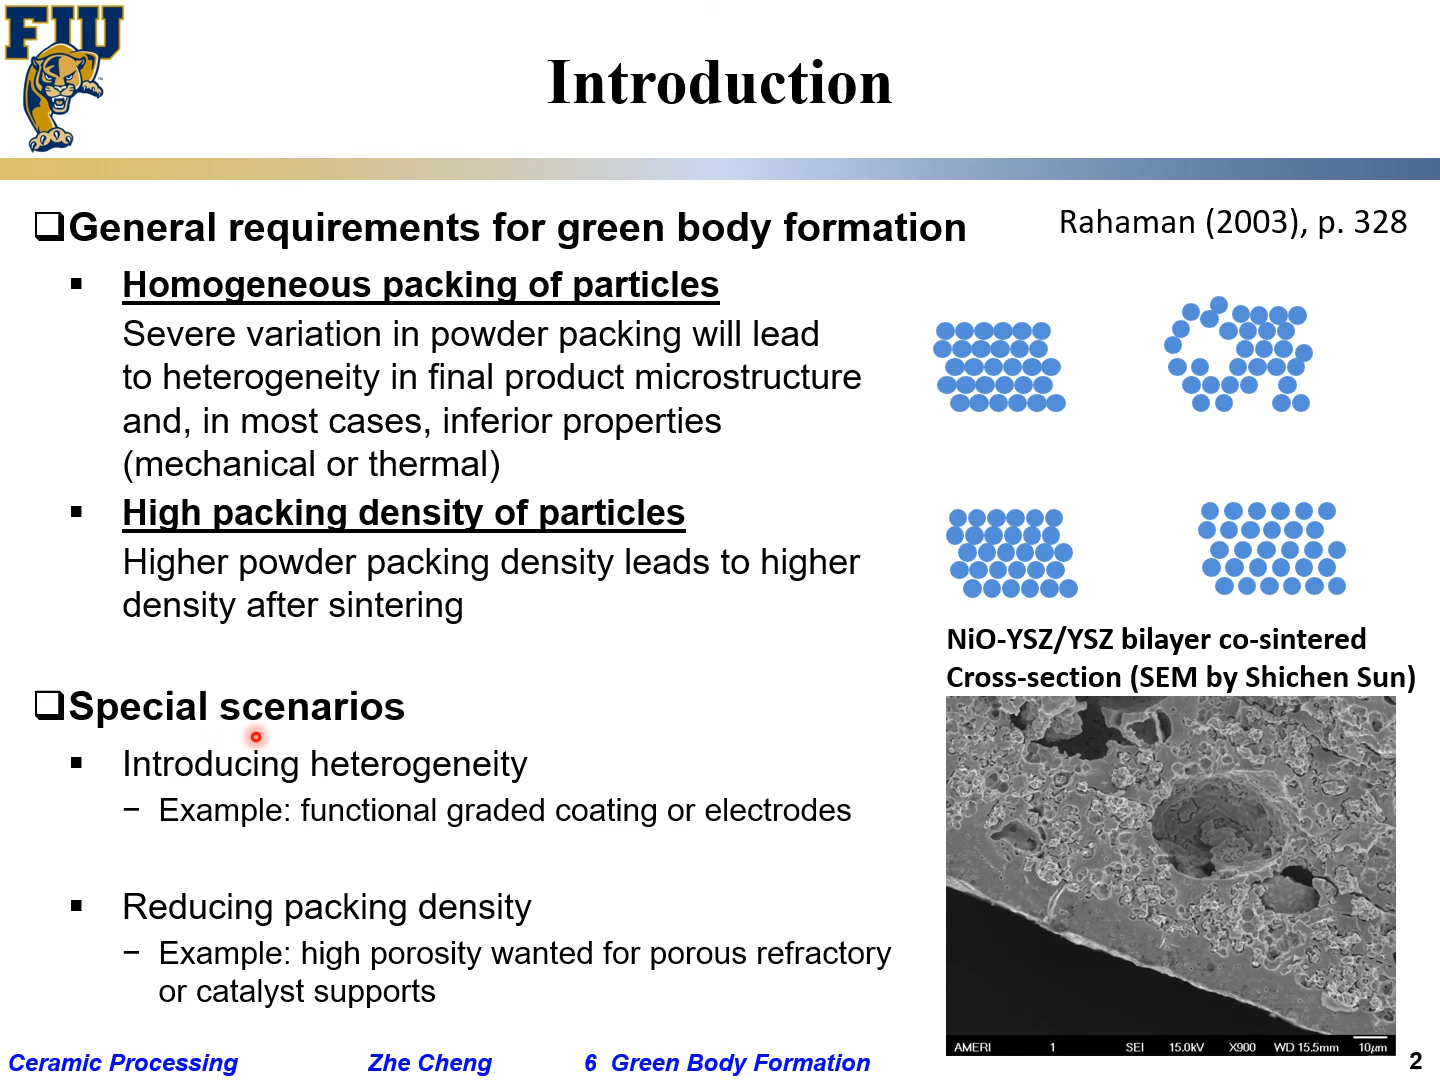 FIU
Introduction
General requirements for green body formation
Rahaman (2003), p. 328
Homogeneous packing of particles
Severe variation in powder packing will lead
to heterogeneity in final product microstructure
and, in most cases, inferior properties
(mechanical or thermal)
High packing density of particles
Higher powder packing density leads to higher
density after sintering
NiO-YSZ/YSZ bilayer co-sintered
Cross-section (SEM by Shichen Sun)
Special scenarios
Introducing heterogeneity
− Example: functional graded coating or electrodes
Reducing packing density
− Example: high porosity wanted for porous refractory
or catalyst supports
AMERI 1 SEI 15.0kV X900 WD 15.5mm 10μm
Ceramic Processing Zhe Cheng 6 Green Body Formation 2